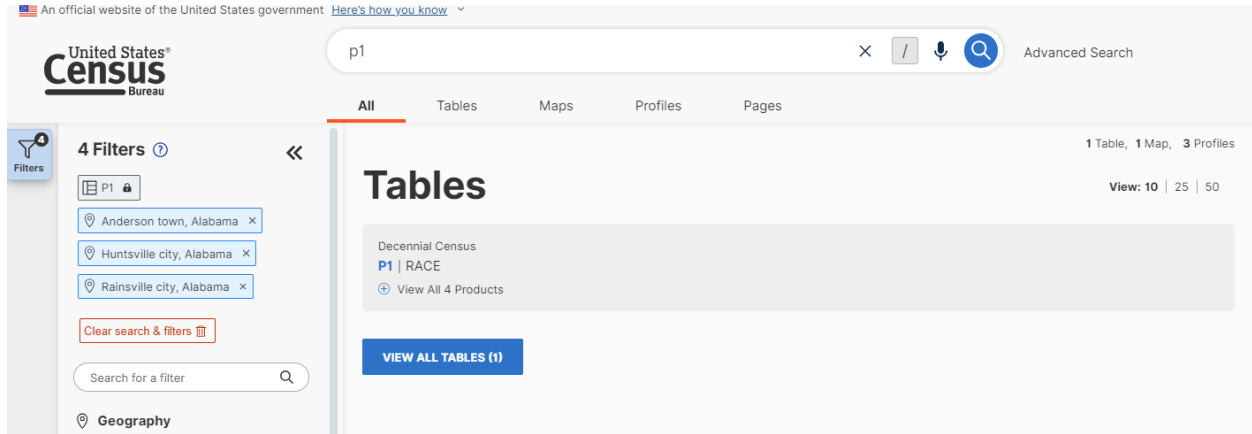 An official website of the United States government Here's how you know
United States®
Census
Bureau
p1
/
Advanced Search
All Tables Maps Profiles Pages
4
Filters
4 Filters
P1
Anderson town, Alabama ×
Huntsville city, Alabama ×
Rainsville city, Alabama ×
Clear search & filters
Search for a filter
Geography
1 Table, 1 Map, 3 Profiles
Tables
View: 10 | 25 | 50
Decennial Census
P1 | RACE
View All 4 Products
VIEW ALL TABLES (1)